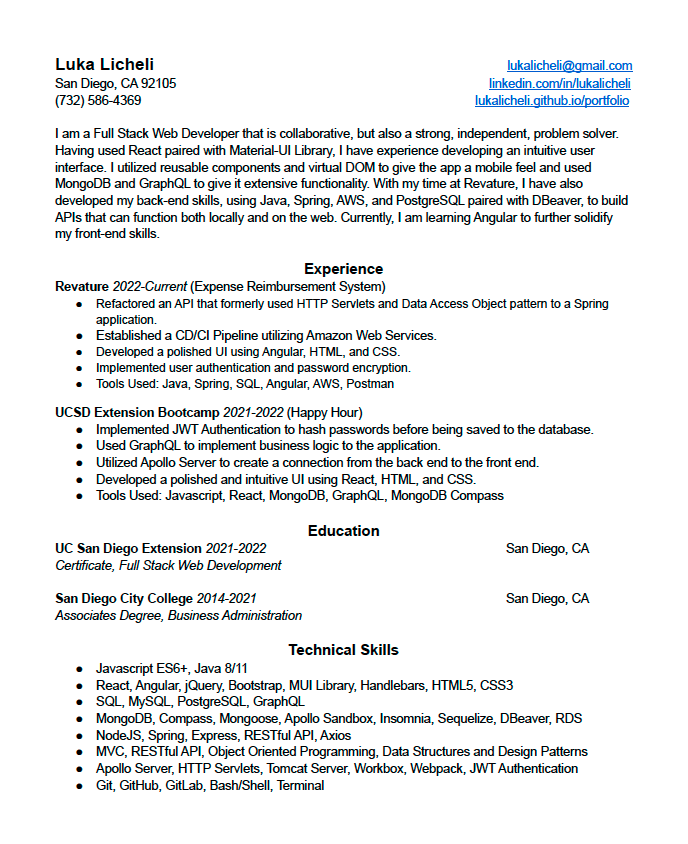 Luka Licheli lukalicheli@gmail.com
San Diego, CA 92105 linkedin.com/in/lukalicheli
(732) 586-4369 lukalicheli.github.io/portfolio
I am a Full Stack Web Developer that is collaborative, but also a strong, independent, problem solver.
Having used React paired with Material-UI Library, I have experience developing an intuitive user
interface. I utilized reusable components and virtual DOM to give the app a mobile feel and used
MongoDB and GraphQL to give it extensive functionality. With my time at Revature, I have also
developed my back-end skills, using Java, Spring, AWS, and PostgreSQL paired with DBeaver, to build
APIs that can function both locally and on the web. Currently, I am learning Angular to further solidify
my front-end skills.
Experience
Revature 2022-Current (Expense Reimbursement System)
● Refactored an API that formerly used HTTP Servlets and Data Access Object pattern to a Spring
application.
● Established a CD/CI Pipeline utilizing Amazon Web Services.
● Developed a polished UI using Angular, HTML, and CSS.
● Implemented user authentication and password encryption.
● Tools Used: Java, Spring, SQL, Angular, AWS, Postman
UCSD Extension Bootcamp 2021-2022 (Happy Hour)
● Implemented JWT Authentication to hash passwords before being saved to the database.
● Used GraphQL to implement business logic to the application.
● Utilized Apollo Server to create a connection from the back end to the front end.
● Developed a polished and intuitive UI using React, HTML, and CSS.
● Tools Used: Javascript, React, MongoDB, GraphQL, MongoDB Compass
Education
UC San Diego Extension 2021-2022 San Diego, CA
Certificate, Full Stack Web Development
San Diego City College 2014-2021 San Diego, CA
Associates Degree, Business Administration
Technical Skills
● Javascript ES6+, Java 8/11
● React, Angular, jQuery, Bootstrap, MUI Library, Handlebars, HTML5, CSS3
● SQL, MySQL, PostgreSQL, GraphQL
● MongoDB, Compass, Mongoose, Apollo Sandbox, Insomnia, Sequelize, DBeaver, RDS
● NodeJS, Spring, Express, RESTful API, Axios
● MVC, RESTful API, Object Oriented Programming, Data Structures and Design Patterns
● Apollo Server, HTTP Servlets, Tomcat Server, Workbox, Webpack, JWT Authentication
● Git, GitHub, GitLab, Bash/Shell, Terminal